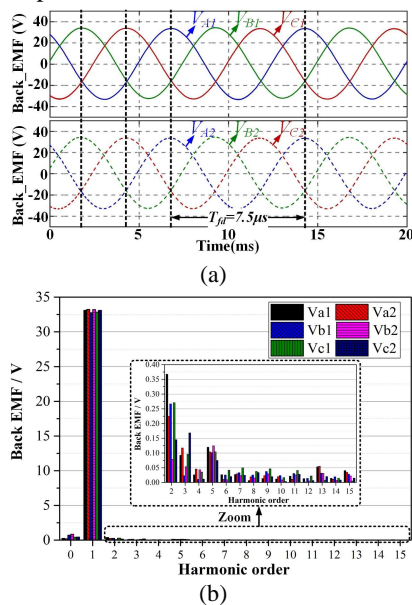 V_A1 V_B1 V_C1
Back_EMF (V)
40
20
0
-20
-40
V_A2 V_B2 V_C2
Back_EMF (V)
40
20
0
-20
-40
T_fd=7.5μs
0 5 10 15 20
Time(ms)
(a)
Back EMF / V
35
30
25
20
15
10
5
0
Va1 Va2
Vb1 Vb2
Vc1 Vc2
Back EMF / V
0.40
0.35
0.30
0.25
0.20
0.15
0.10
0.05
0.00
2 3 4 5 6 7 8 9 10 11 12 13 14 15
Harmonic order
Zoom
0 1 2 3 4 5 6 7 8 9 10 11 12 13 14 15
Harmonic order
(b)